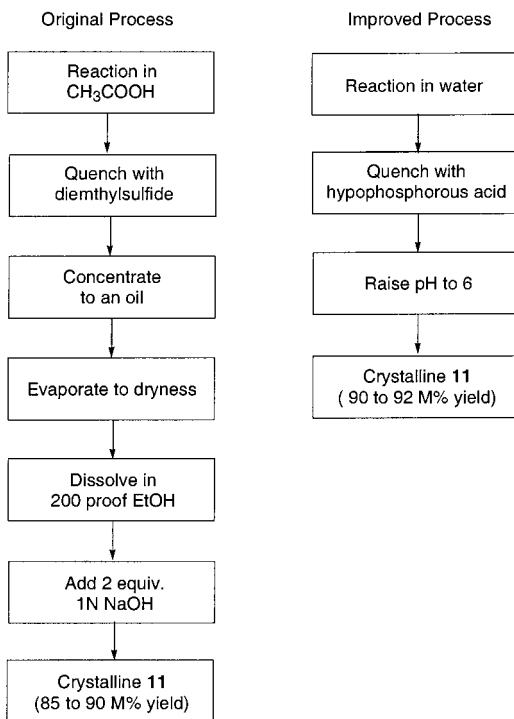 Original Process
Reaction in
CH₃COOH
Quench with
diemthylsulfide
Concentrate
to an oil
Evaporate to dryness
Dissolve in
200 proof EtOH
Add 2 equiv.
1N NaOH
Crystalline 11
(85 to 90 M% yield)
Improved Process
Reaction in water
Quench with
hypophosphorous acid
Raise pH to 6
Crystalline 11
( 90 to 92 M% yield)